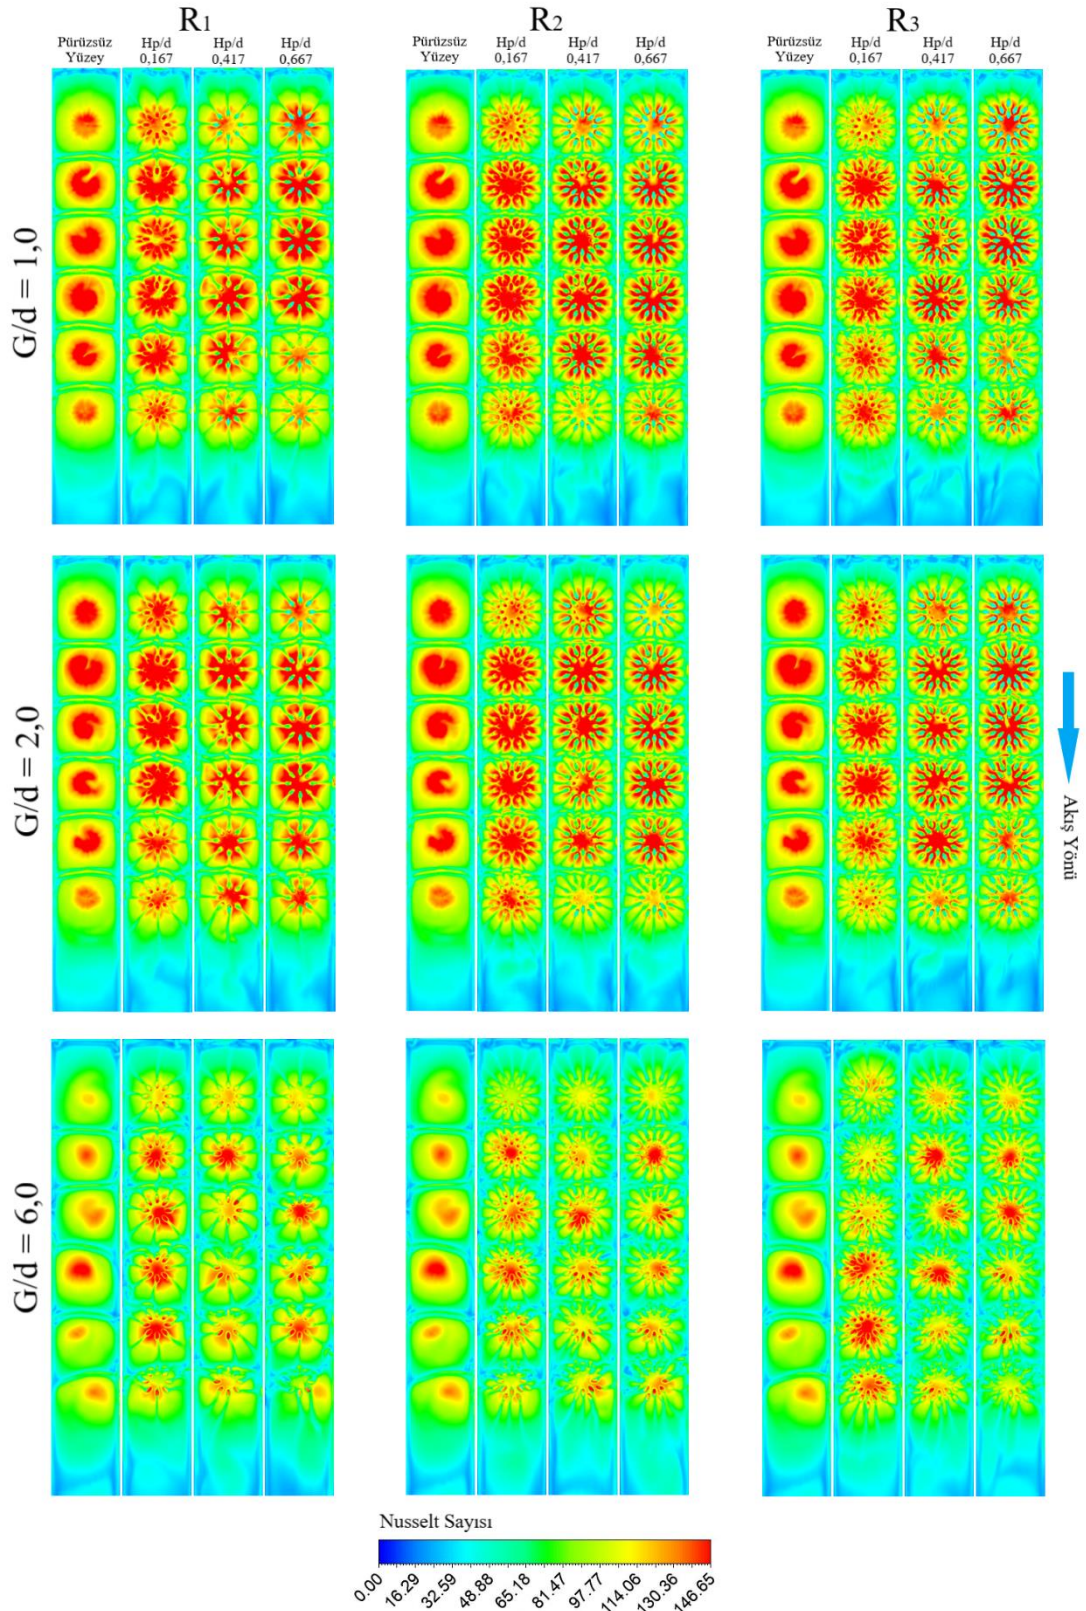 R1 R2 R3
Pürüzsüz Hp/d Hp/d Hp/d Pürüzsüz Hp/d Hp/d Hp/d Pürüzsüz Hp/d Hp/d Hp/d
Yüzey 0,167 0,417 0,667 Yüzey 0,167 0,417 0,667 Yüzey 0,167 0,417 0,667
G/d = 1,0
G/d = 2,0
Akış Yönü
G/d = 6,0
Nusselt Sayısı
0.00 16.29 32.59 48.88 65.18 81.47 97.77 114.06 130.36 146.65